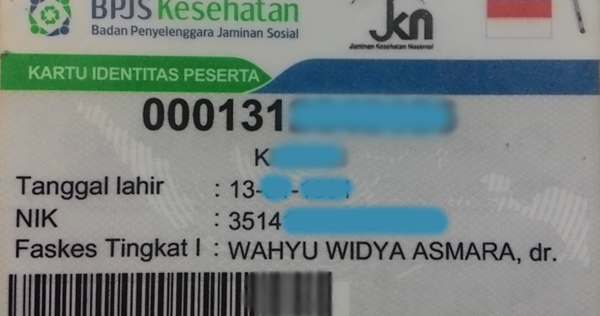 BPJS Kesehatan
Badan Penyelenggara Jaminan Sosial
jkn
Jaminan Kesehatan Nasional
KARTU IDENTITAS PESERTA
000131
K
Tanggal lahir : 13-
NIK : 3514
Faskes Tingkat I : WAHYU WIDYA ASMARA, dr.